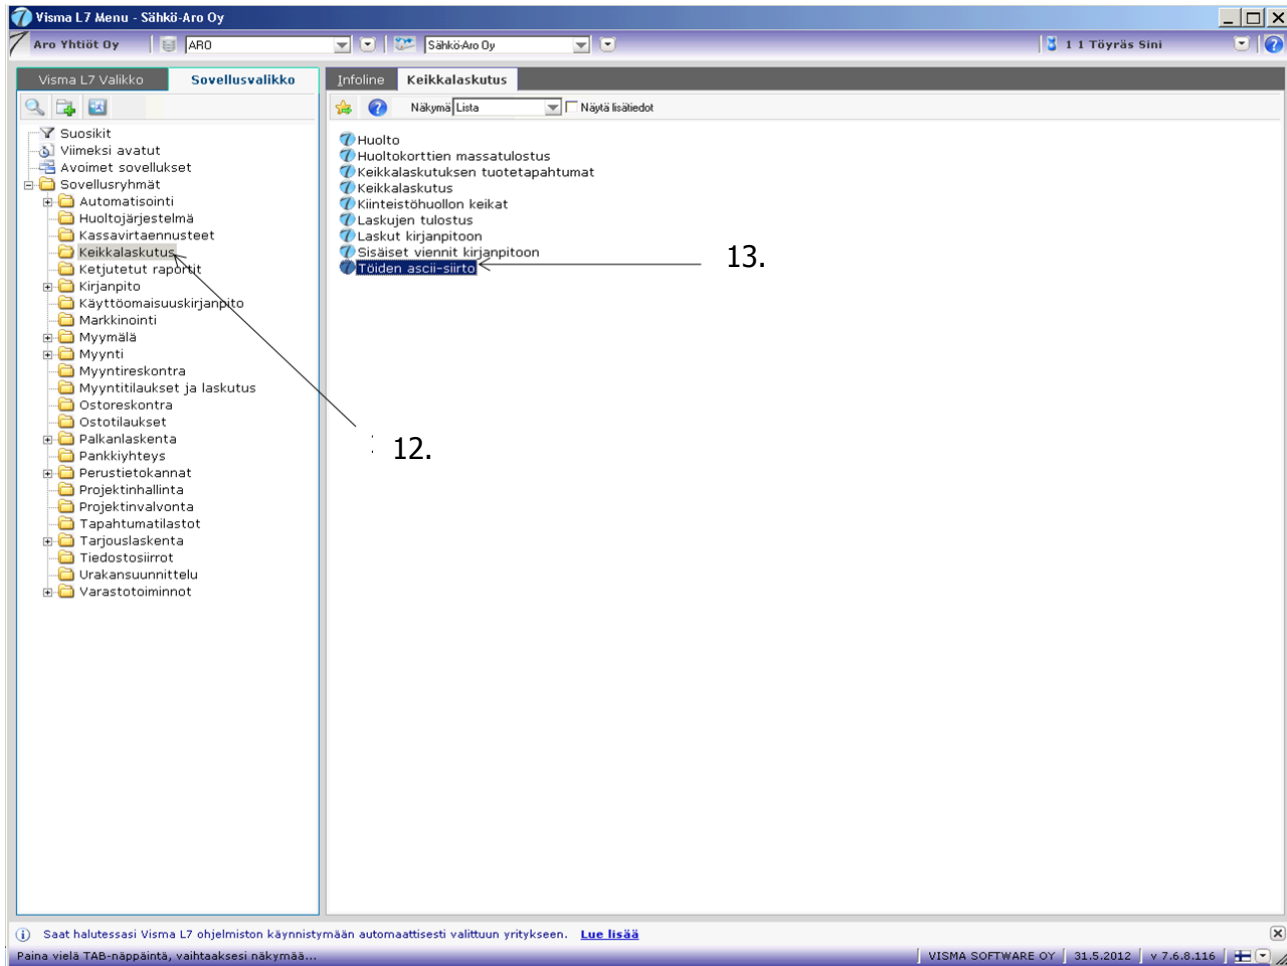 Visma L7 Menu - Sähkö-Aro Oy
Aro Yhtiöt Oy
ARO
Sähkö-Aro Oy
1 1 Töyräs Sini
Visma L7 Valikko
Sovellusvalikko
Suosikit
Viimeksi avatut
Avoimet sovellukset
Sovellusryhmät
Automatisointi
Huoltojärjestelmä
Kassavirtaennusteet
Keikkalaskutus
Ketjutetut raportit
Kirjanpito
Käyttöomaisuuskirjanpito
Markkinointi
Myymälä
Myynti
Myyntireskontra
Myyntitilaukset ja laskutus
Ostoreskontra
Ostotilaukset
Palkanlaskenta
Pankkiyhteys
Perustietokannat
Projektinhallinta
Projektinvalvonta
Tapahtumatilastot
Tarjouslaskenta
Tiedostosiirrot
Urakansuunnittelu
Varastotoiminnot
Infoline
Keikkalaskutus
Näkymä Lista
Näytä lisätiedot
Huolto
Huoltokorttien massatulostus
Keikkalaskutuksen tuotetapahtumat
Keikkalaskutus
Kiinteistöhuollon keikat
Laskujen tulostus
Laskut kirjanpitoon
Sisäiset viennit kirjanpitoon
Töiden ascii-siirto
13.
12.
Saat halutessasi Visma L7 ohjelmiston käynnistymään automaattisesti valittuun yritykseen. Lue lisää
Paina vielä TAB-näppäintä, vaihtaaksesi näkymää...
VISMA SOFTWARE OY
31.5.2012
v 7.6.8.116